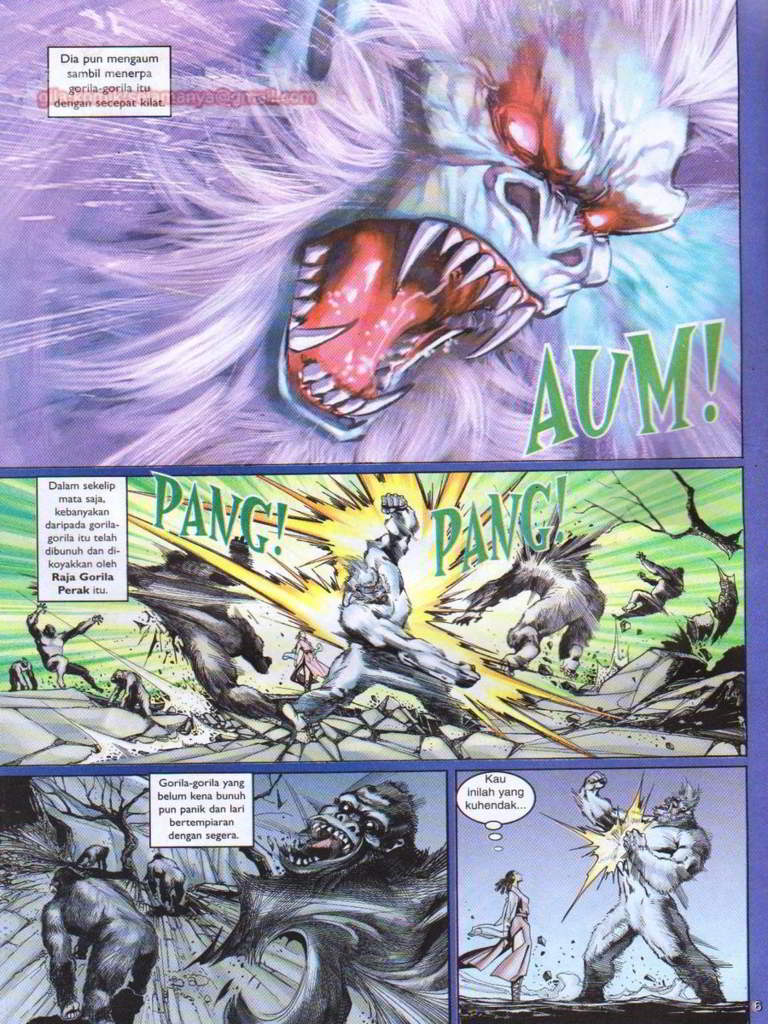 Dia pun mengaum
sambil menerpa
gorila-gorila itu
dengan secepat kilat.
AUM!
Dalam sekelip
mata saja,
kebanyakan
daripada gorila-
gorila itu telah
dibunuh dan di-
koyakkan oleh
Raja Gorila
Perak itu.
PANG!
PANG!
Gorila-gorila yang
belum kena bunuh
pun panik dan lari
bertempiaran
dengan segera.
Kau
inilah yang
kuhendak...
6